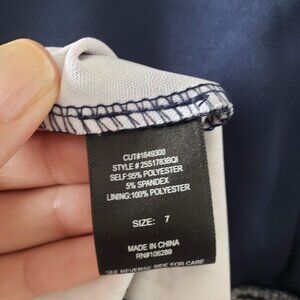 CUT#1649300
STYLE # 25S1783BQI
SELF:95% POLYESTER
5% SPANDEX
LINING:100% POLYESTER
SIZE: 7
MADE IN CHINA
RN#106289
SEE REVERSE SIDE FOR CARE